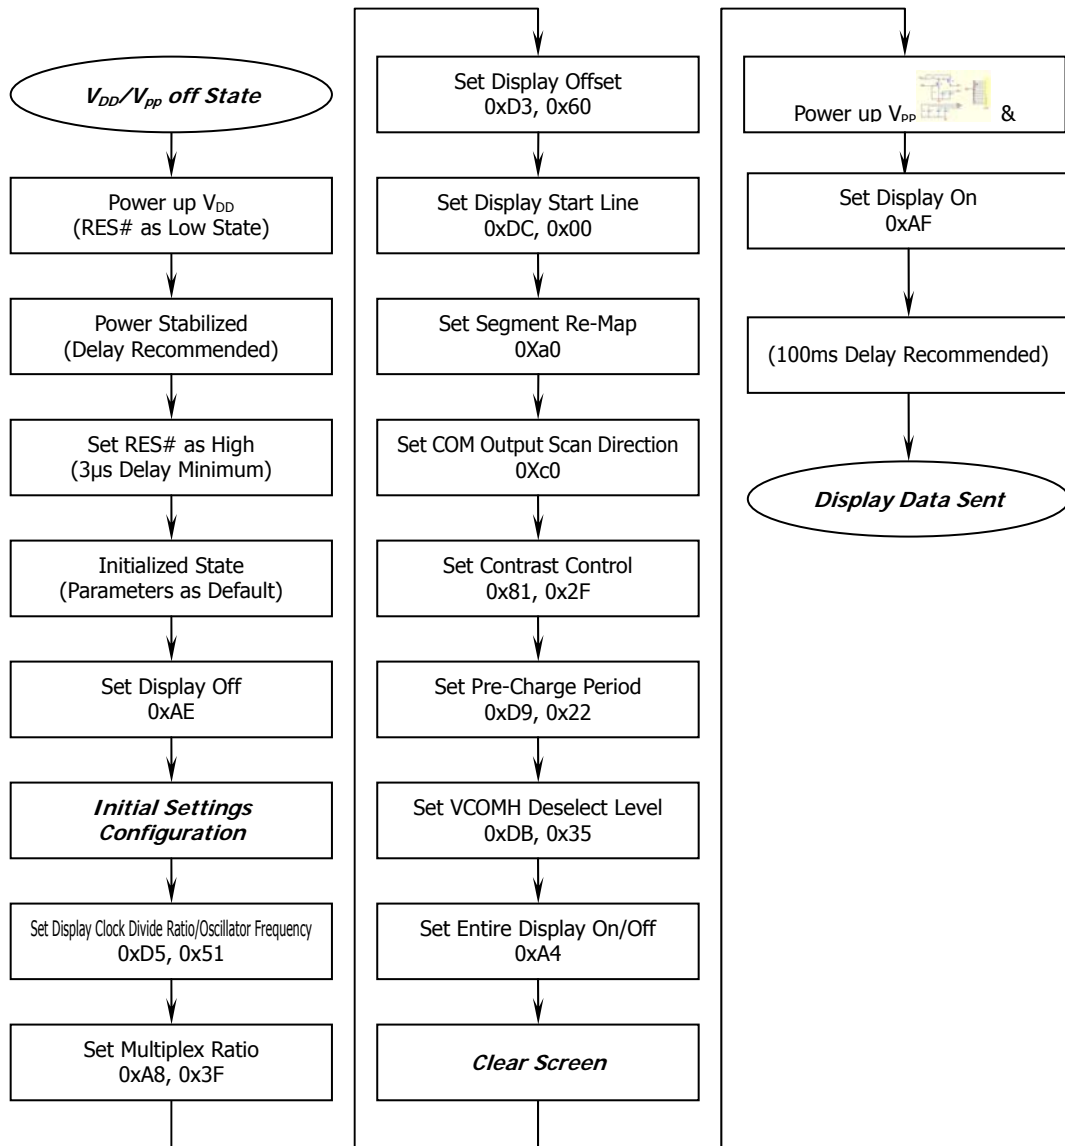 V_DD/V_pp off State
Power up V_DD
(RES# as Low State)
Power Stabilized
(Delay Recommended)
Set RES# as High
(3µs Delay Minimum)
Initialized State
(Parameters as Default)
Set Display Off
0xAE
Initial Settings
Configuration
Set Display Clock Divide Ratio/Oscillator Frequency
0xD5, 0x51
Set Multiplex Ratio
0xA8, 0x3F
Set Display Offset
0xD3, 0x60
Set Display Start Line
0xDC, 0x00
Set Segment Re-Map
0Xa0
Set COM Output Scan Direction
0Xc0
Set Contrast Control
0x81, 0x2F
Set Pre-Charge Period
0xD9, 0x22
Set VCOMH Deselect Level
0xDB, 0x35
Set Entire Display On/Off
0xA4
Clear Screen
Power up V_PP &
Set Display On
0xAF
(100ms Delay Recommended)
Display Data Sent